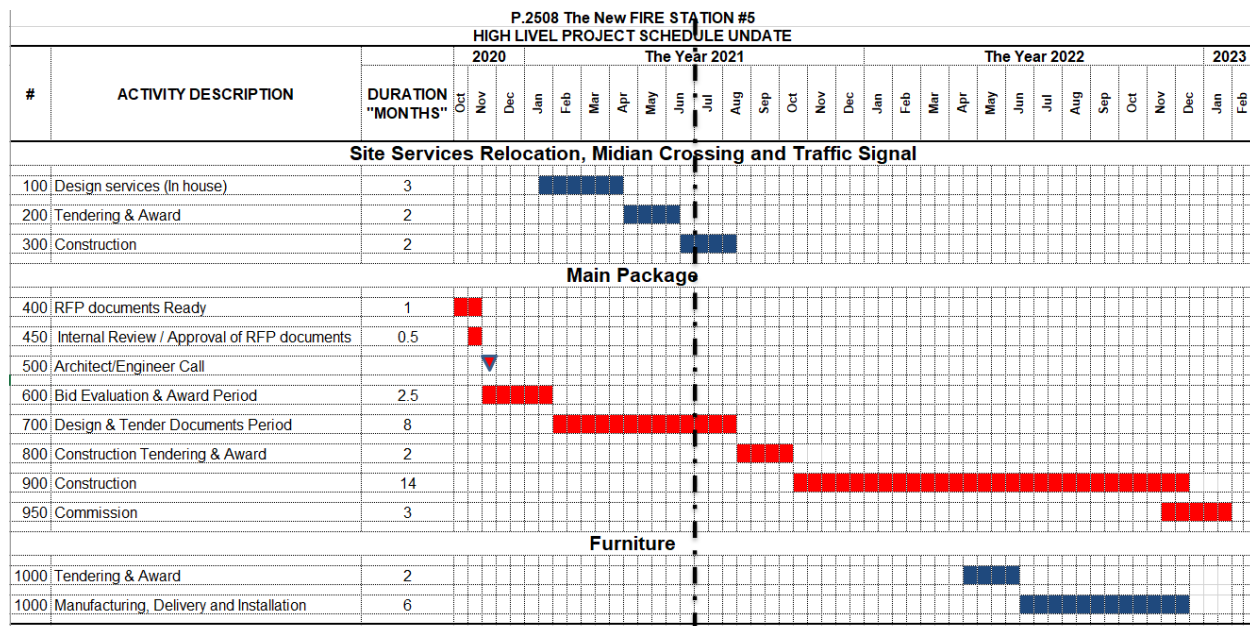 P.2508 The New FIRE STATION #5
HIGH LIVEL PROJECT SCHEDULE UNDATE
# ACTIVITY DESCRIPTION DURATION "MONTHS" 2020 The Year 2021 The Year 2022 2023
Oct Nov Dec Jan Feb Mar Apr May Jun Jul Aug Sep Oct Nov Dec Jan Feb Mar Apr May Jun Jul Aug Sep Oct Nov Dec Jan Feb
Site Services Relocation, Midian Crossing and Traffic Signal
100 Design services (In house) 3
200 Tendering & Award 2
300 Construction 2
Main Package
400 RFP documents Ready 1
450 Internal Review / Approval of RFP documents 0.5
500 Architect/Engineer Call
600 Bid Evaluation & Award Period 2.5
700 Design & Tender Documents Period 8
800 Construction Tendering & Award 2
900 Construction 14
950 Commission 3
Furniture
1000 Tendering & Award 2
1000 Manufacturing, Delivery and Installation 6